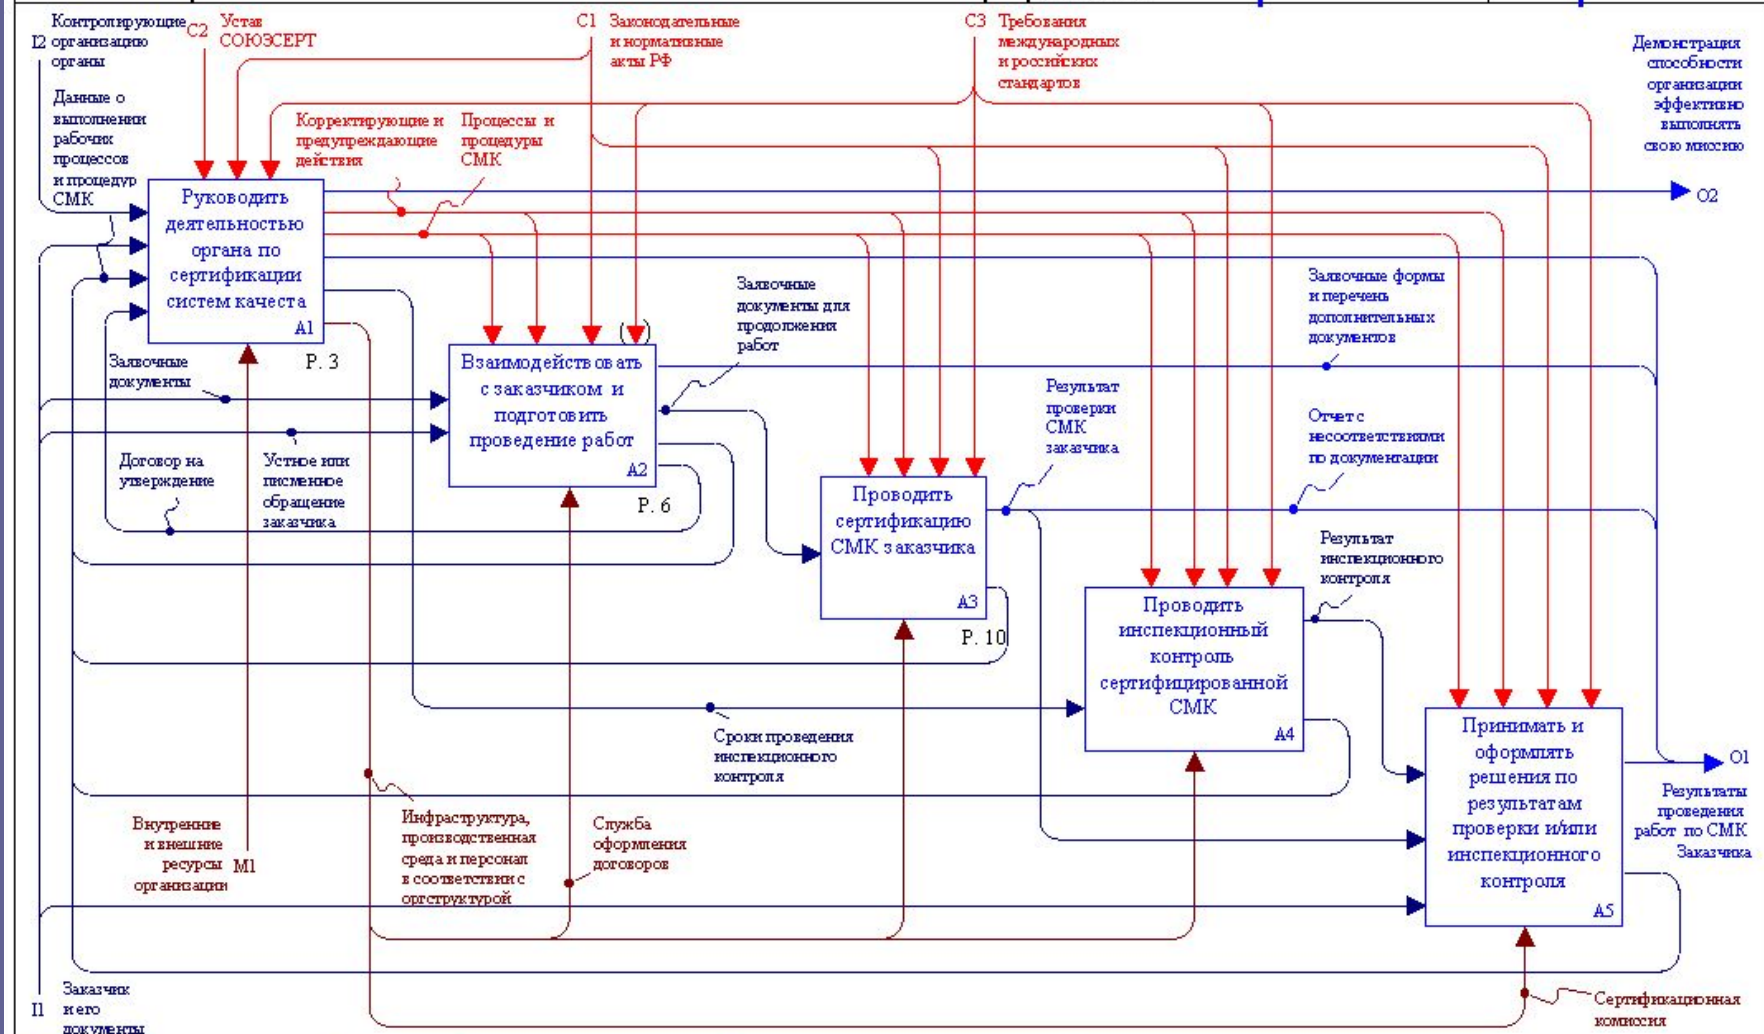 Контролирующие
I2 организацию
органы
C2 Устав
СОЮЗСЕРТ
C1 Законодательные
и нормативные
акты РФ
C3 Требования
международных
и российских
стандартов
Демонстрация
способности
организации
эффективно
выполнять
свою миссию
Данные о
выполнении
рабочих
процессов
и процедур
СМК
Корректирующие и
предупреждающие
действия
Процессы и
процедуры
СМК
O2
Руководить
деятельностью
органа по
сертификации
систем качеста
A1
P. 3
Заявочные
документы для
продолжения
работ
Заявочные формы
и перечень
дополнительных
документов
Заявочные
документы
Взаимодействовать
с заказчиком и
подготовить
проведение работ
A2
P. 6
( )
Результат
проверки
СМК
заказчика
Отчет с
несоответствиями
по документации
Договор на
утверждение
Устное или
писменное
обращение
заказчика
Проводить
сертификацию
СМК заказчика
A3
P. 10
Результат
инспекционного
контроля
Проводить
инспекционный
контроль
сертифицированной
СМК
A4
Сроки проведения
инспекционного
контроля
Принимать и
оформлять
решения по
результатам
проверки и/или
инспекционного
контроля
A5
O1
Результаты
проведения
работ по СМК
Заказчика
Внутренние
и внешние
ресурсы M1
организации
Инфраструктура,
производственная
среда и персонал
в соответствии с
оргструктурой
Служба
оформления
договоров
Заказчик
I1 и его
документы
Сертификационная
комиссия